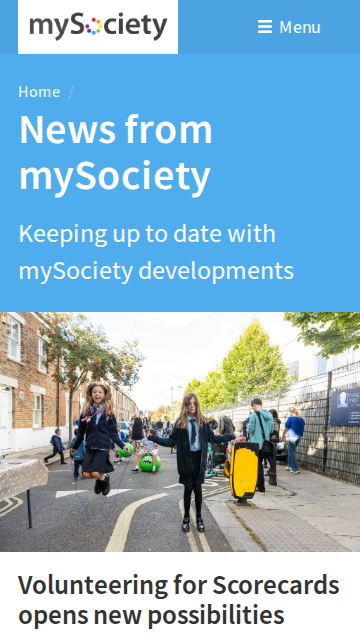 mySociety
Menu
Home /
News from
mySociety
Keeping up to date with
mySociety developments
Volunteering for Scorecards
opens new possibilities